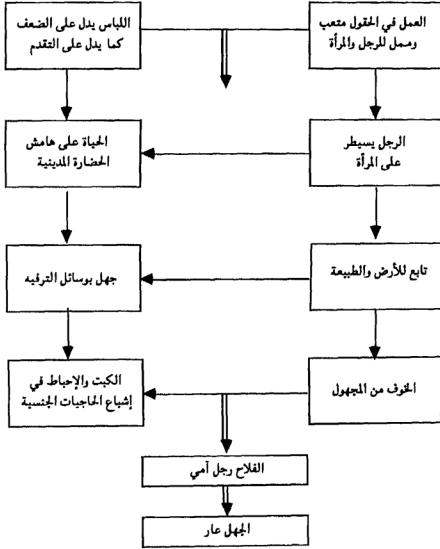 العمل في الحقول متعب
وممل للرجل والمرأة
اللباس يدل على الضعف
كما يدل على التقدم
الرجل يسيطر
على المرأة
الحياة على هامش
الحضارة المدينية
تابع للأرض والطبيعة
جهل بوسائل الترفيه
الخوف من المجهول
الكبت والإحباط في
إشباع الحاجيات الجنسية
الفلاح رجل أمي
الجهل عار